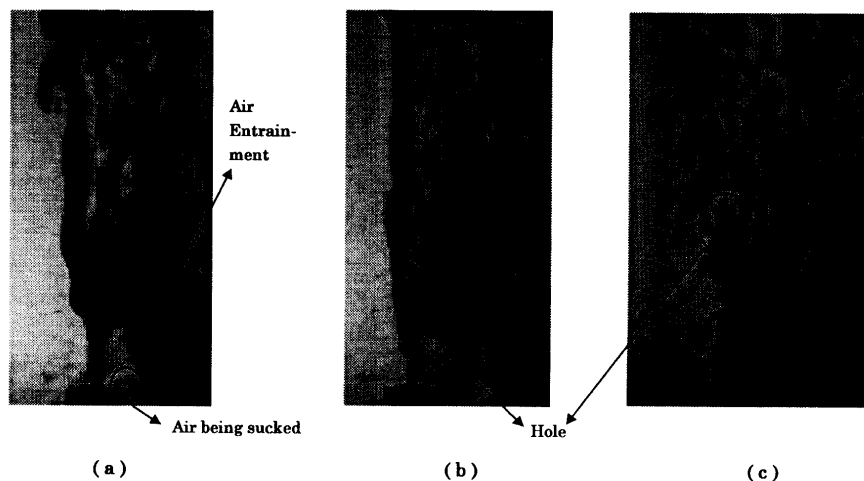 Air
Entrain-
ment
Air being sucked
Hole
(a)
(b)
(c)